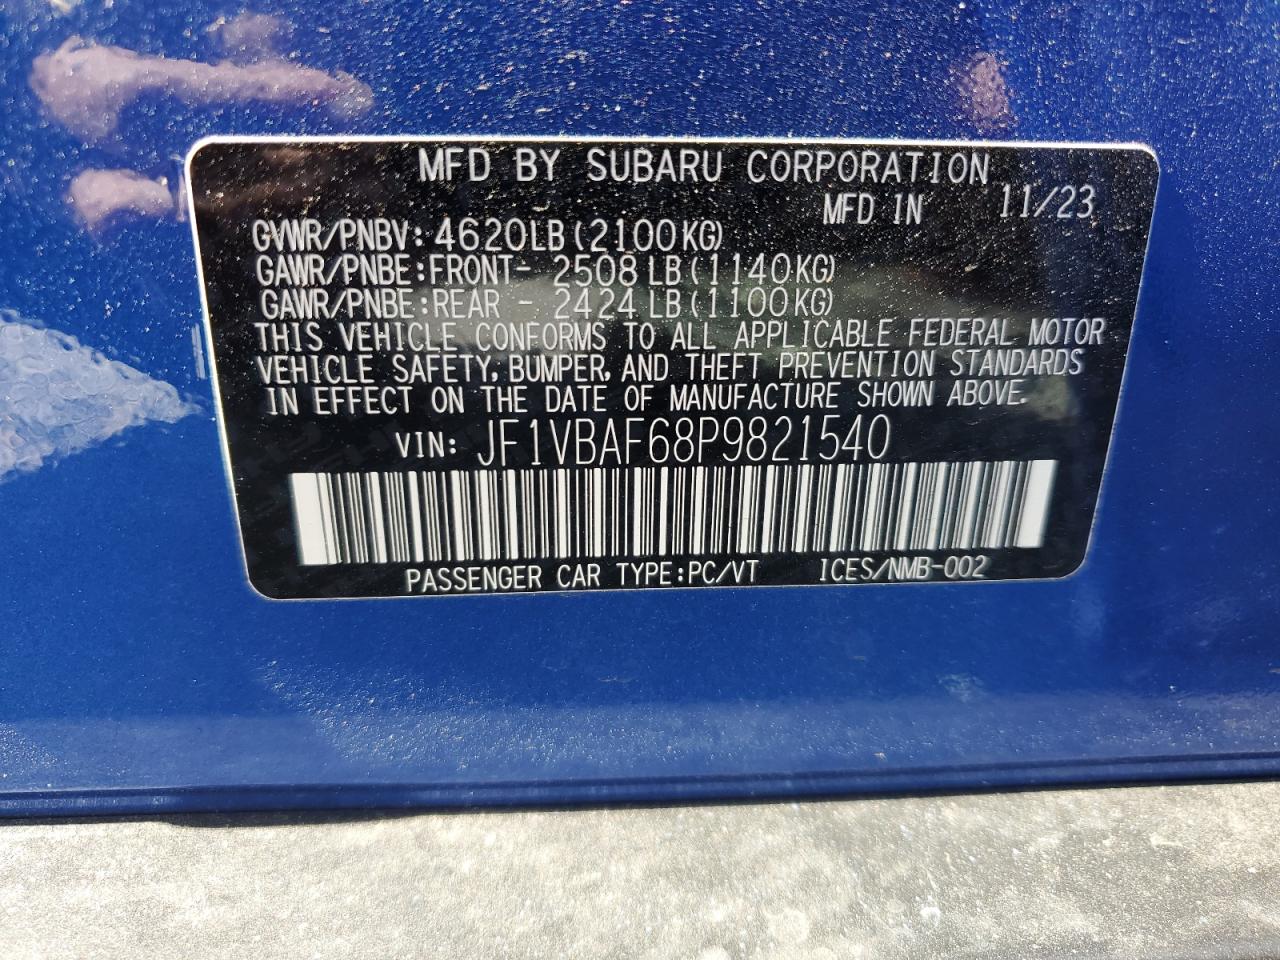 MFD BY SUBARU CORPORATION
MFD IN 11/23
GVWR/PNBV: 4620LB (2100KG)
GAWR/PNBE:FRONT- 2508 LB (1140KG)
GAWR/PNBE:REAR - 2424 LB (1100KG)
THIS VEHICLE CONFORMS TO ALL APPLICABLE FEDERAL MOTOR
VEHICLE SAFETY, BUMPER, AND THEFT PREVENTION STANDARDS
IN EFFECT ON THE DATE OF MANUFACTURE SHOWN ABOVE.
VIN: JF1VBAF68P9821540
PASSENGER CAR TYPE:PC/VT ICES/NMB-002